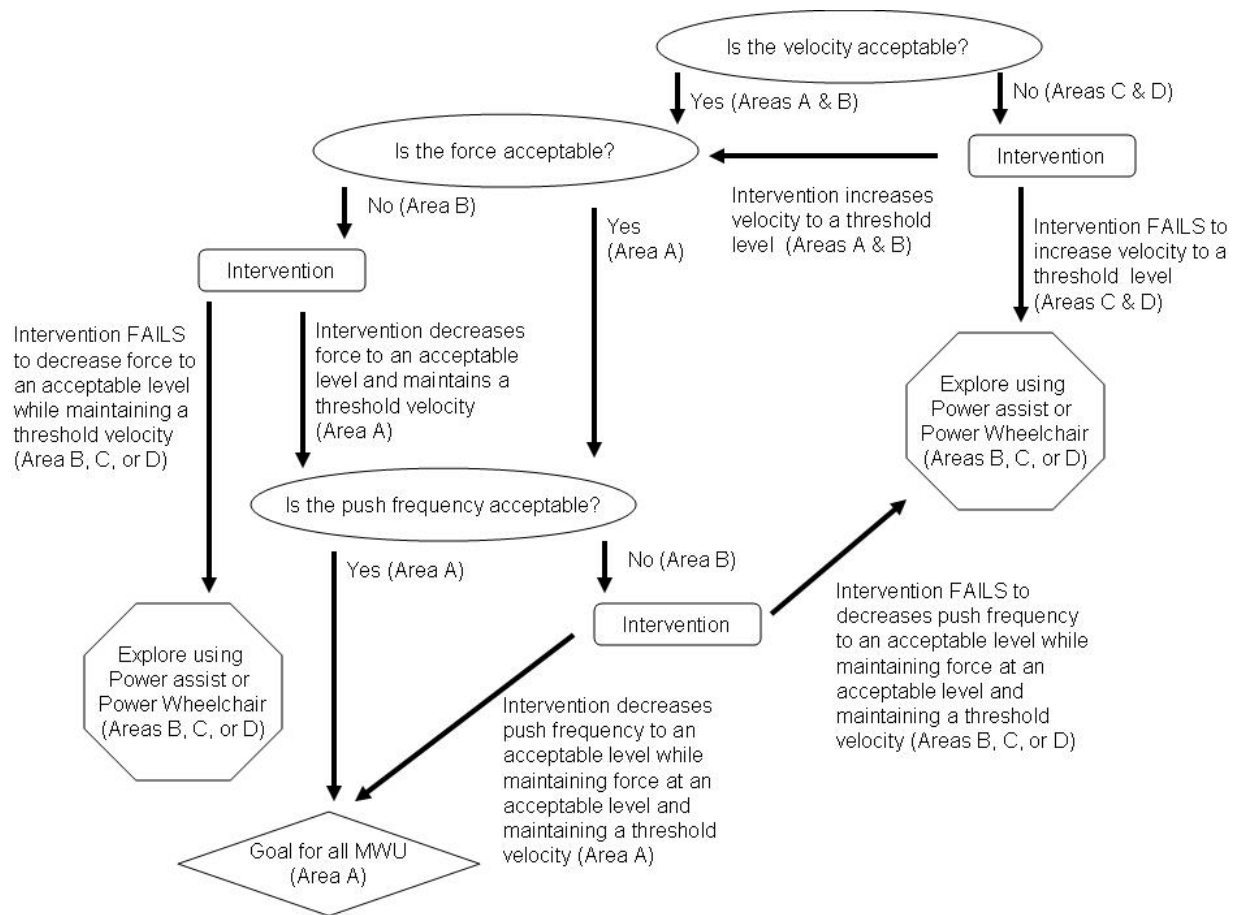 Is the velocity acceptable?
Yes (Areas A & B)
No (Areas C & D)
Is the force acceptable?
Intervention
No (Area B)
Yes
(Area A)
Intervention increases
velocity to a threshold
level (Areas A & B)
Intervention FAILS to
increase velocity to a
threshold level
(Areas C & D)
Intervention
Intervention FAILS
to decrease force to
an acceptable level
while maintaining a
threshold velocity
(Area B, C, or D)
Intervention decreases
force to an acceptable
level and maintains a
threshold velocity
(Area A)
Explore using
Power assist or
Power Wheelchair
(Areas B, C, or D)
Is the push frequency acceptable?
Yes (Area A)
No (Area B)
Intervention
Intervention FAILS to
decreases push frequency
to an acceptable level while
maintaining force at an
acceptable level and
maintaining a threshold
velocity (Areas B, C, or D)
Explore using
Power assist or
Power Wheelchair
(Areas B, C, or D)
Intervention decreases
push frequency to an
acceptable level while
maintaining force at an
acceptable level and
maintaining a threshold
velocity (Area A)
Goal for all MWU
(Area A)